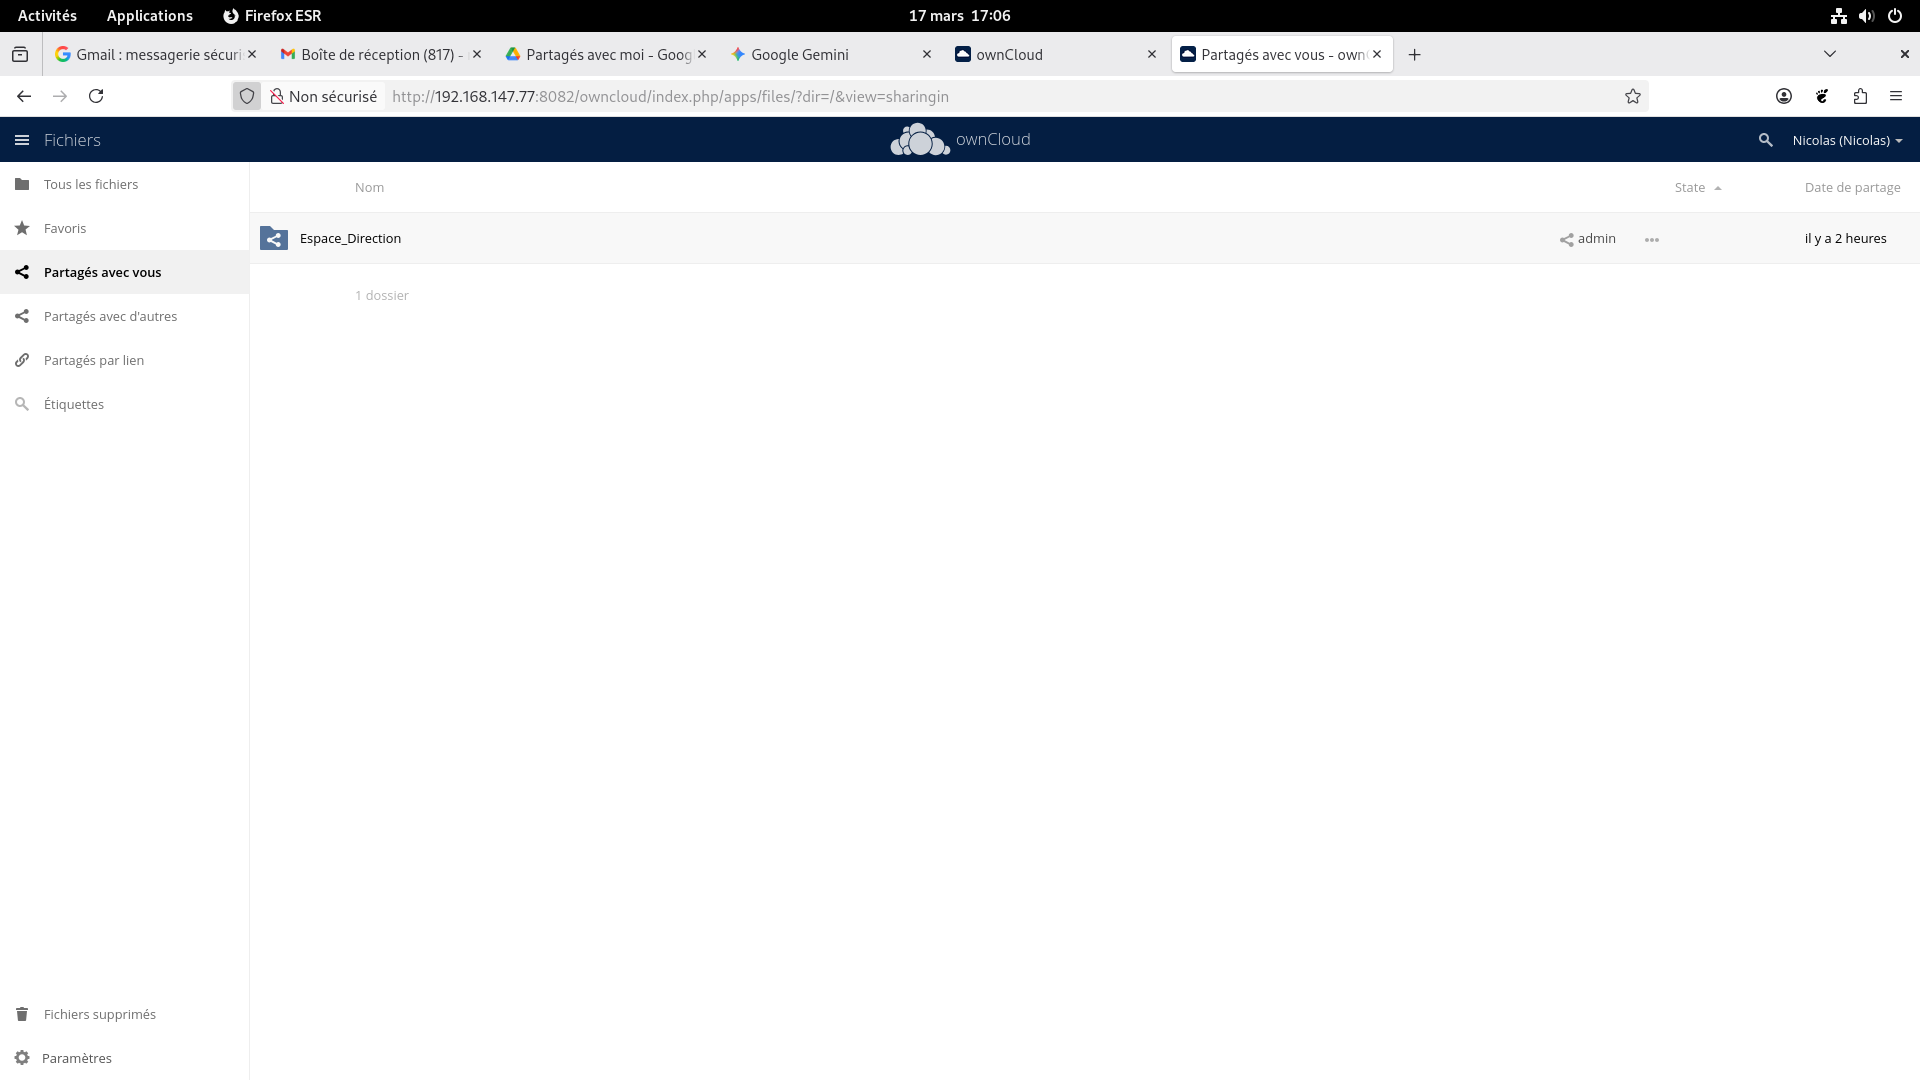 Activités Applications Firefox ESR 17 mars 17:06
Gmail : messagerie sécuri Boîte de réception (817) - Partagés avec moi - Goog Google Gemini ownCloud Partagés avec vous - own
Non sécurisé http://192.168.147.77:8082/owncloud/index.php/apps/files/?dir=/&view=sharingin
Fichiers ownCloud Nicolas (Nicolas)
Tous les fichiers
Favoris
Partagés avec vous
Partagés avec d'autres
Partagés par lien
Étiquettes
Nom State Date de partage
Espace_Direction admin il y a 2 heures
1 dossier
Fichiers supprimés
Paramètres